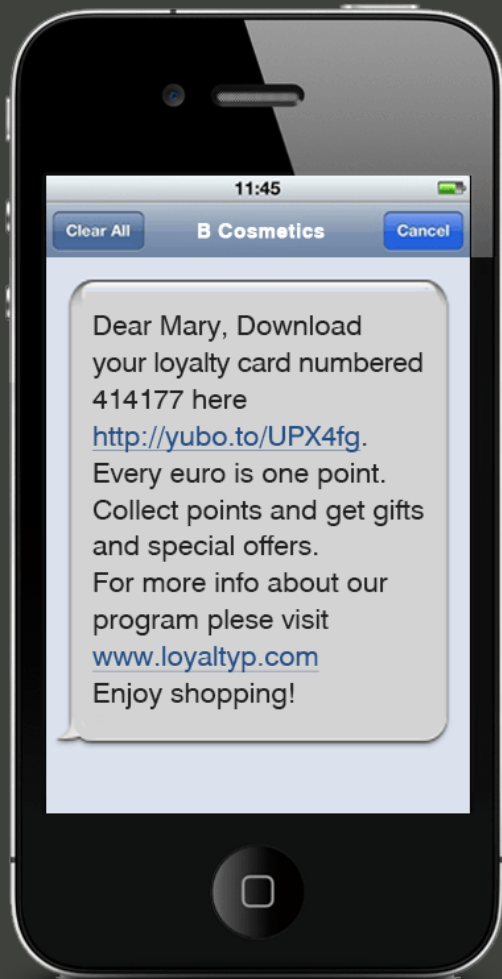 11:45
Clear All B Cosmetics Cancel
Dear Mary, Download
your loyalty card numbered
414177 here
http://yubo.to/UPX4fg.
Every euro is one point.
Collect points and get gifts
and special offers.
For more info about our
program plese visit
www.loyaltyp.com
Enjoy shopping!